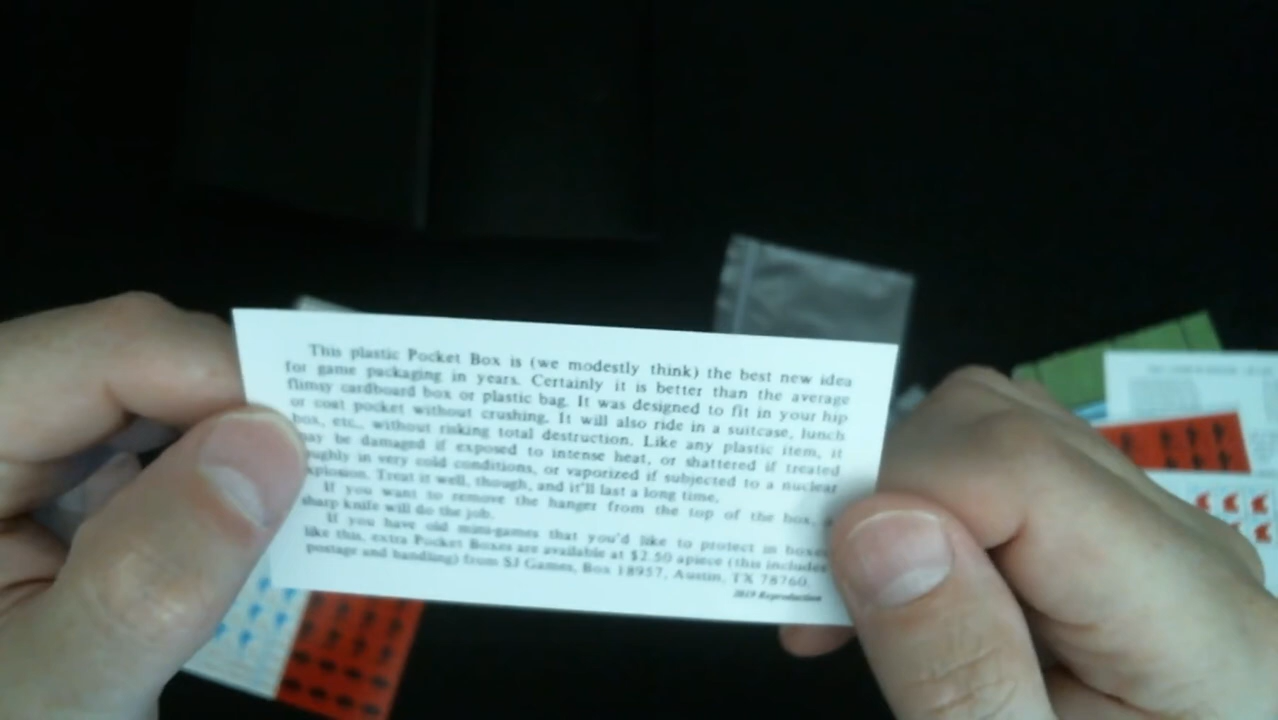 This plastic Pocket Box is (we modestly think) the best new idea
for game packaging in years. Certainly it is better than the average
flimsy cardboard box or plastic bag. It was designed to fit in your hip
or coat pocket without crushing. It will also ride in a suitcase, lunch
box, etc., without risking total destruction. Like any plastic item, it
may be damaged if exposed to intense heat, or shattered if treated
oughly in very cold conditions, or vaporized if subjected to a nuclear
xplosion. Treat it well, though, and it'll last a long time.
If you want to remove the hanger from the top of the box, a
sharp knife will do the job.
If you have old mini-games that you'd like to protect in boxes
like this, extra Pocket Boxes are available at $2.50 apiece (this includes
postage and handling) from SJ Games, Box 18957, Austin, TX 78760.
2019 Reproduction